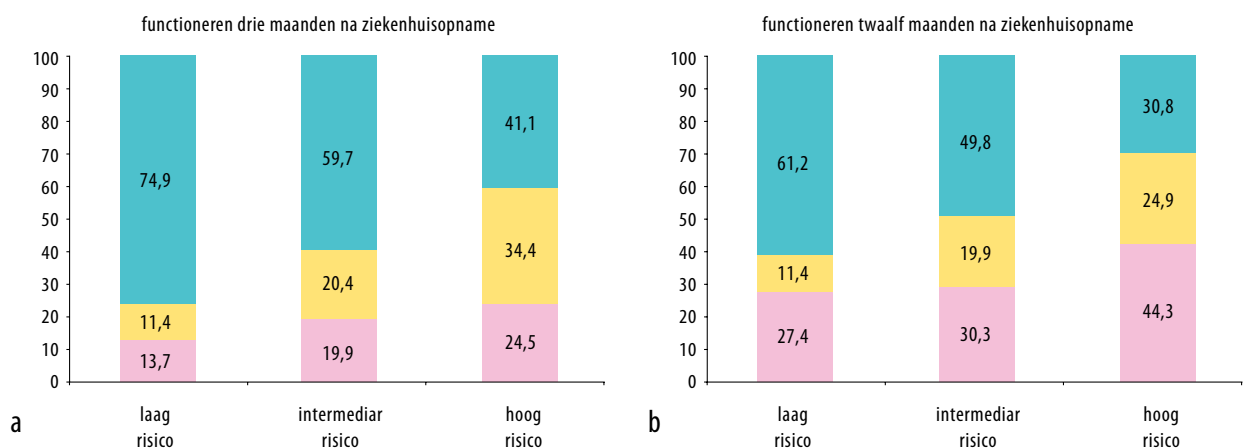 functioneren drie maanden na ziekenhuisopname
100
90
80
70
60
50
40
30
20
10
0
74,9
11,4
13,7
59,7
20,4
19,9
41,1
34,4
24,5
laag
risico
intermediar
risico
hoog
risico
a
functioneren twaalf maanden na ziekenhuisopname
100
90
80
70
60
50
40
30
20
10
0
61,2
11,4
27,4
49,8
19,9
30,3
30,8
24,9
44,3
laag
risico
intermediar
risico
hoog
risico
b